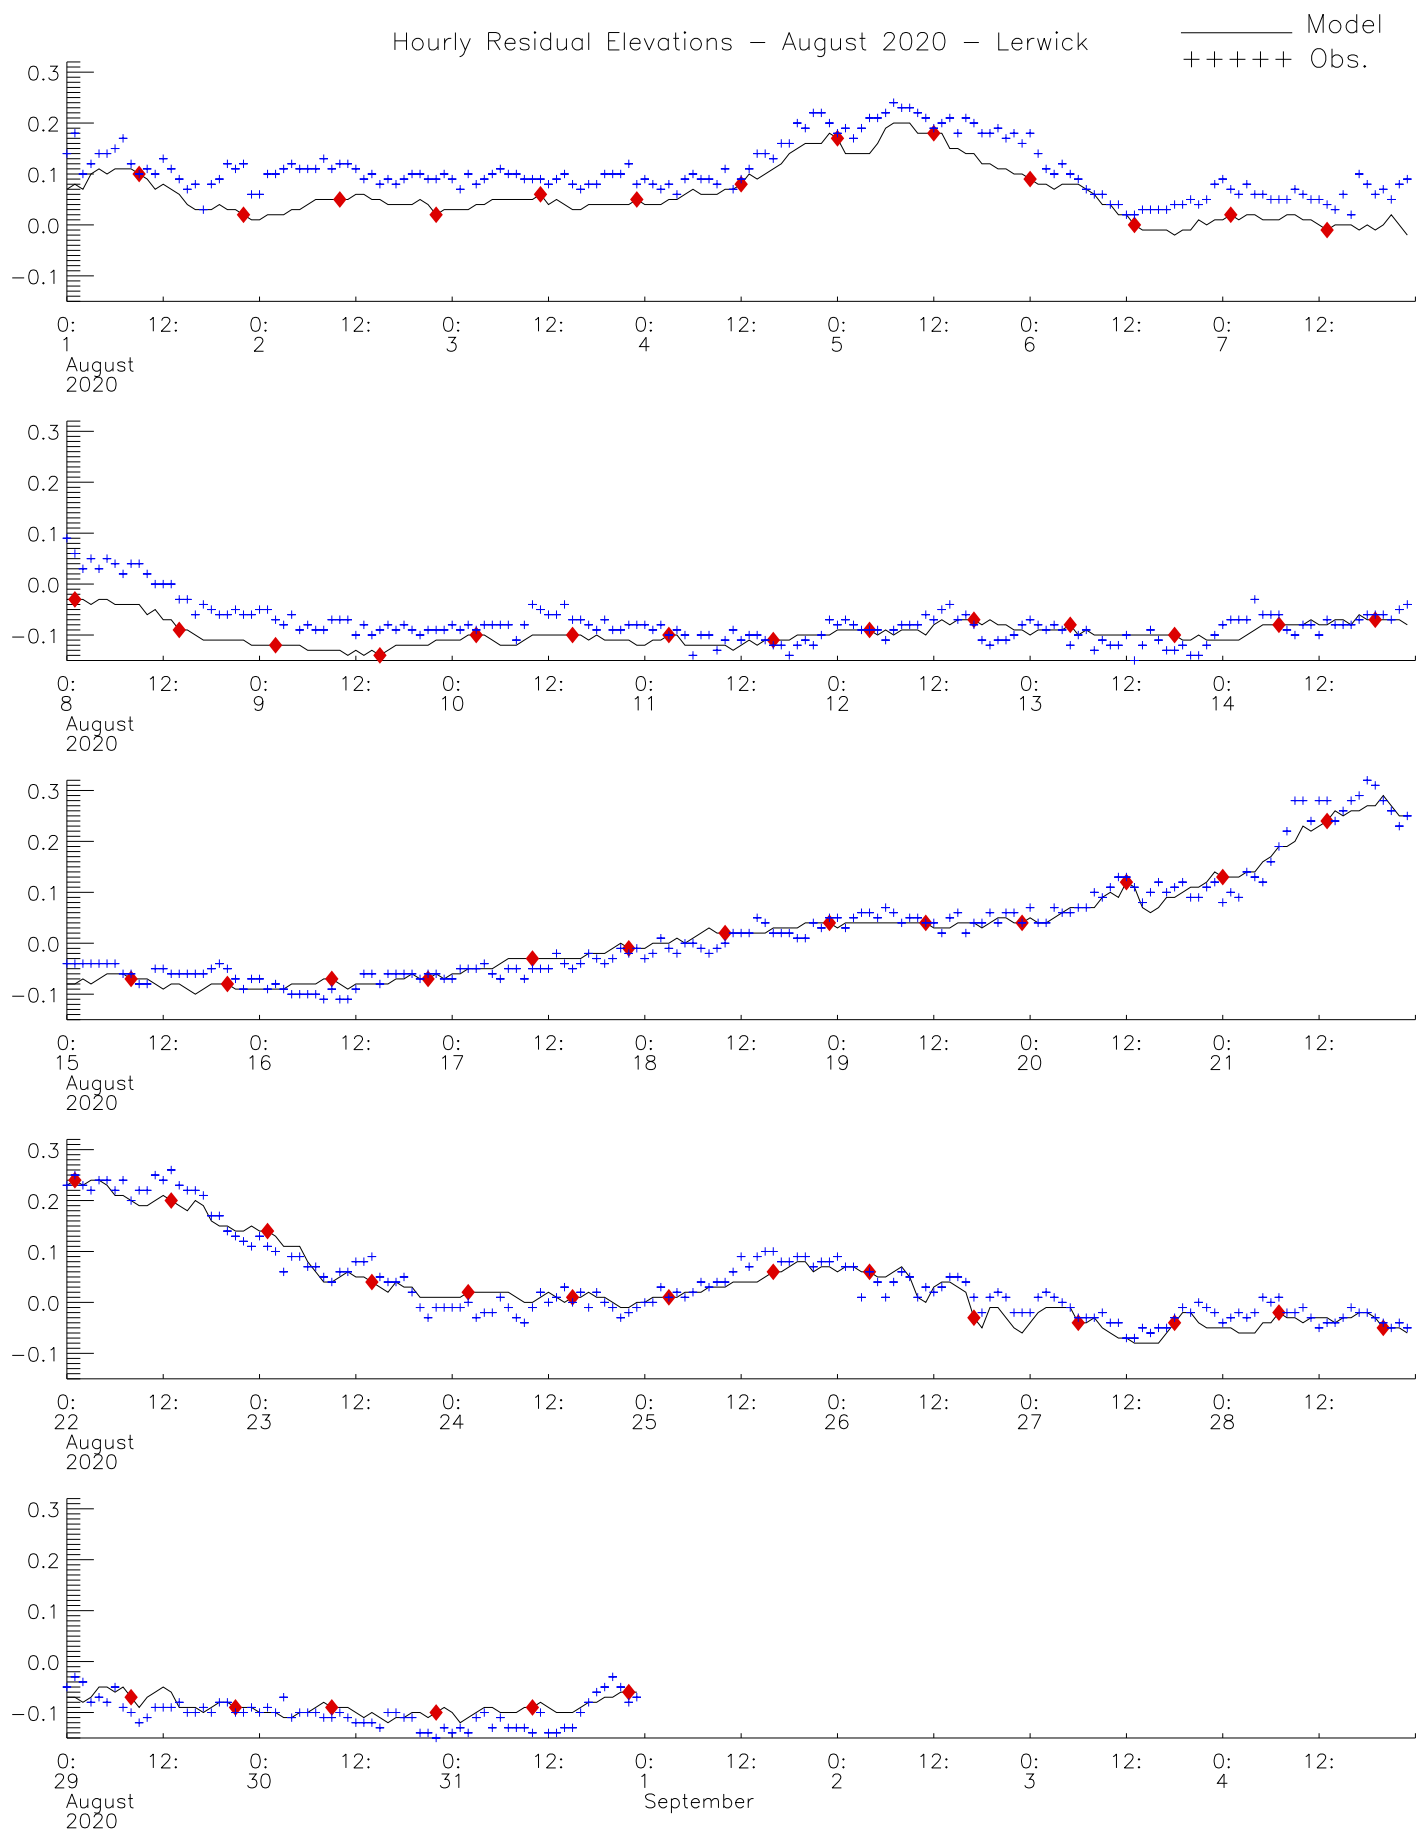 Hourly Residual Elevations − August 2020 − Lerwick
Model
+++++ Obs.
0.3
0.2
0.1
0.0
−0.1
0: 12: 0: 12: 0: 12: 0: 12: 0: 12: 0: 12: 0: 12:
1 2 3 4 5 6 7
August
2020
0.3
0.2
0.1
0.0
−0.1
0: 12: 0: 12: 0: 12: 0: 12: 0: 12: 0: 12: 0: 12:
8 9 10 11 12 13 14
August
2020
0.3
0.2
0.1
0.0
−0.1
0: 12: 0: 12: 0: 12: 0: 12: 0: 12: 0: 12: 0: 12:
15 16 17 18 19 20 21
August
2020
0.3
0.2
0.1
0.0
−0.1
0: 12: 0: 12: 0: 12: 0: 12: 0: 12: 0: 12: 0: 12:
22 23 24 25 26 27 28
August
2020
0.3
0.2
0.1
0.0
−0.1
0: 12: 0: 12: 0: 12: 0: 12: 0: 12: 0: 12: 0: 12:
29 30 31 1 2 3 4
August September
2020